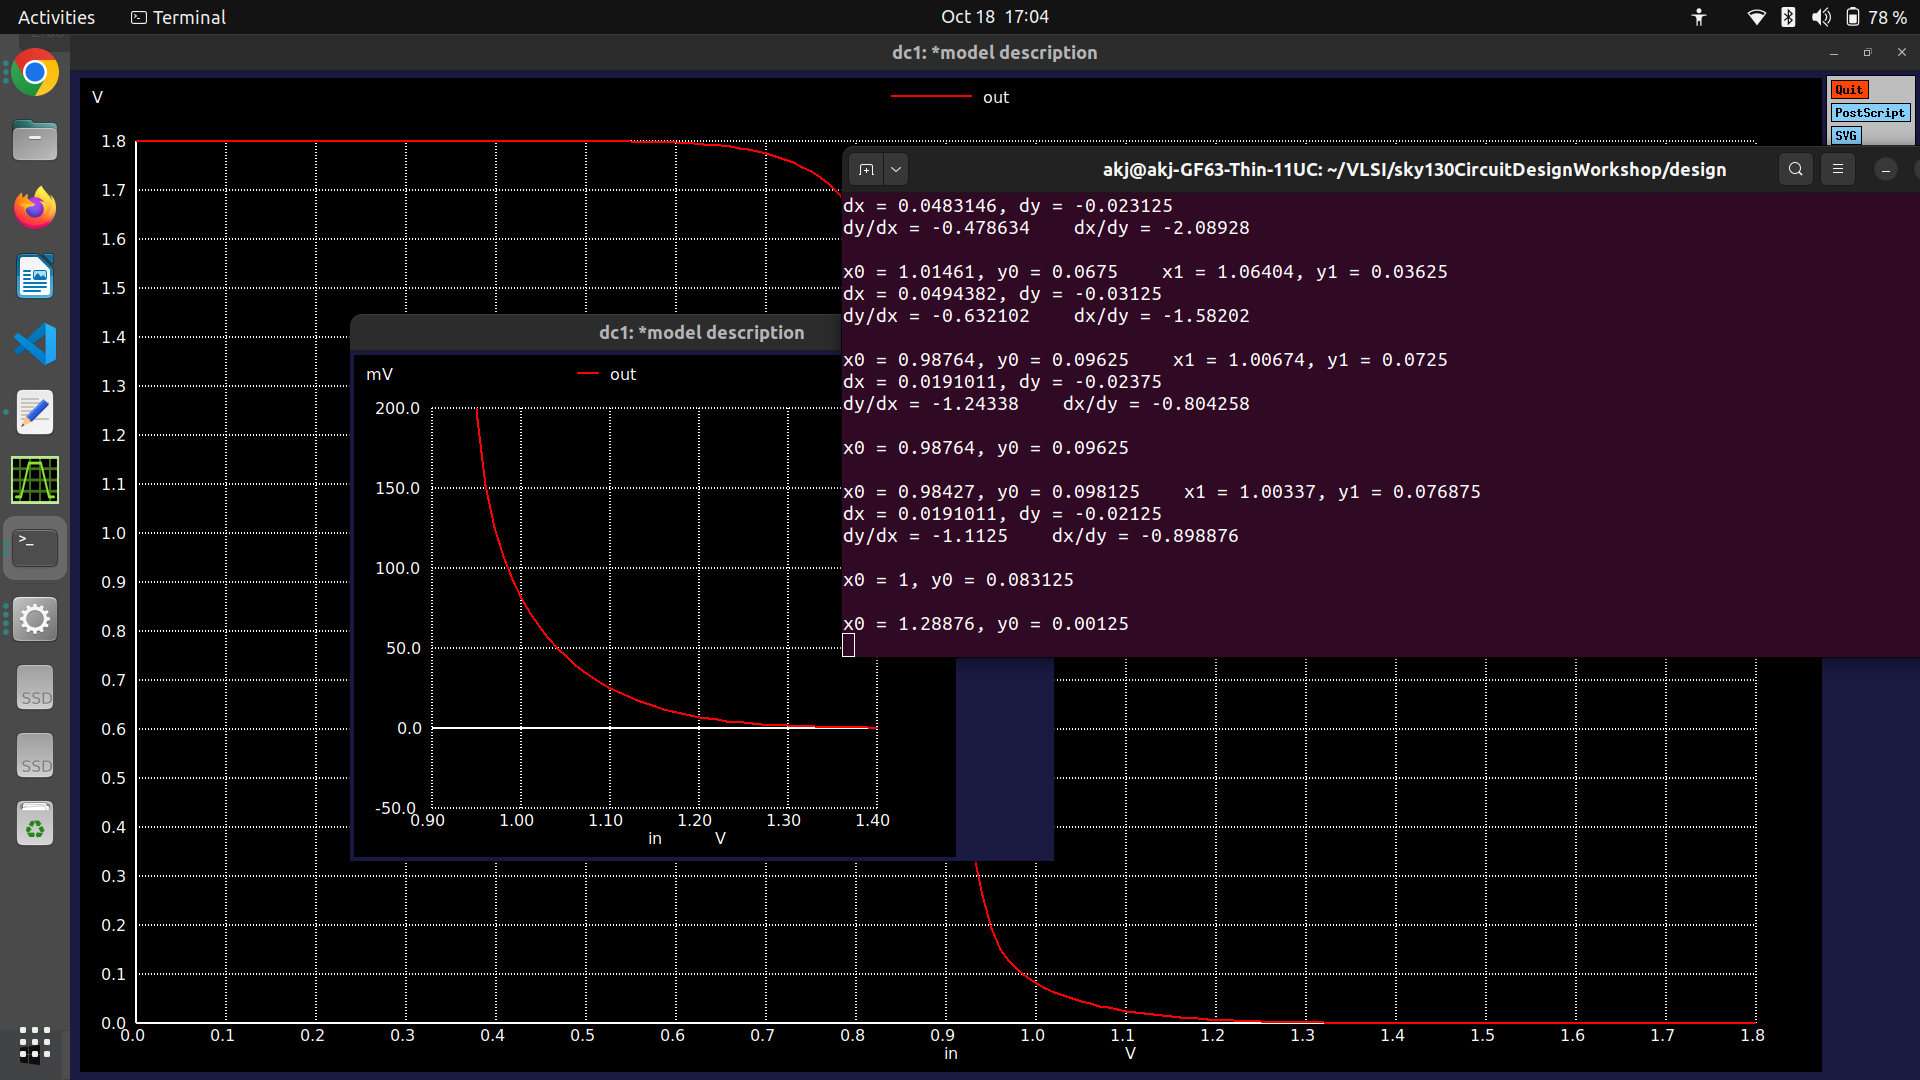 Activities Terminal Oct 18 17:04 78 %
dc1: *model description
Quit
PostScript
SVG
V out
1.8
1.7
1.6
1.5
1.4
1.3
1.2
1.1
1.0
0.9
0.8
0.7
0.6
0.5
0.4
0.3
0.2
0.1
0.0
0.0 0.1 0.2 0.3 0.4 0.5 0.6 0.7 0.8 0.9 1.0 1.1 1.2 1.3 1.4 1.5 1.6 1.7 1.8
in V
dc1: *model description
mV out
200.0
150.0
100.0
50.0
0.0
-50.0
0.90 1.00 1.10 1.20 1.30 1.40
in V
akj@akj-GF63-Thin-11UC: ~/VLSI/sky130CircuitDesignWorkshop/design
dx = 0.0483146, dy = -0.023125
dy/dx = -0.478634 dx/dy = -2.08928
x0 = 1.01461, y0 = 0.0675 x1 = 1.06404, y1 = 0.03625
dx = 0.0494382, dy = -0.03125
dy/dx = -0.632102 dx/dy = -1.58202
x0 = 0.98764, y0 = 0.09625 x1 = 1.00674, y1 = 0.0725
dx = 0.0191011, dy = -0.02375
dy/dx = -1.24338 dx/dy = -0.804258
x0 = 0.98764, y0 = 0.09625
x0 = 0.98427, y0 = 0.098125 x1 = 1.00337, y1 = 0.076875
dx = 0.0191011, dy = -0.02125
dy/dx = -1.1125 dx/dy = -0.898876
x0 = 1, y0 = 0.083125
x0 = 1.28876, y0 = 0.00125
SSD
SSD